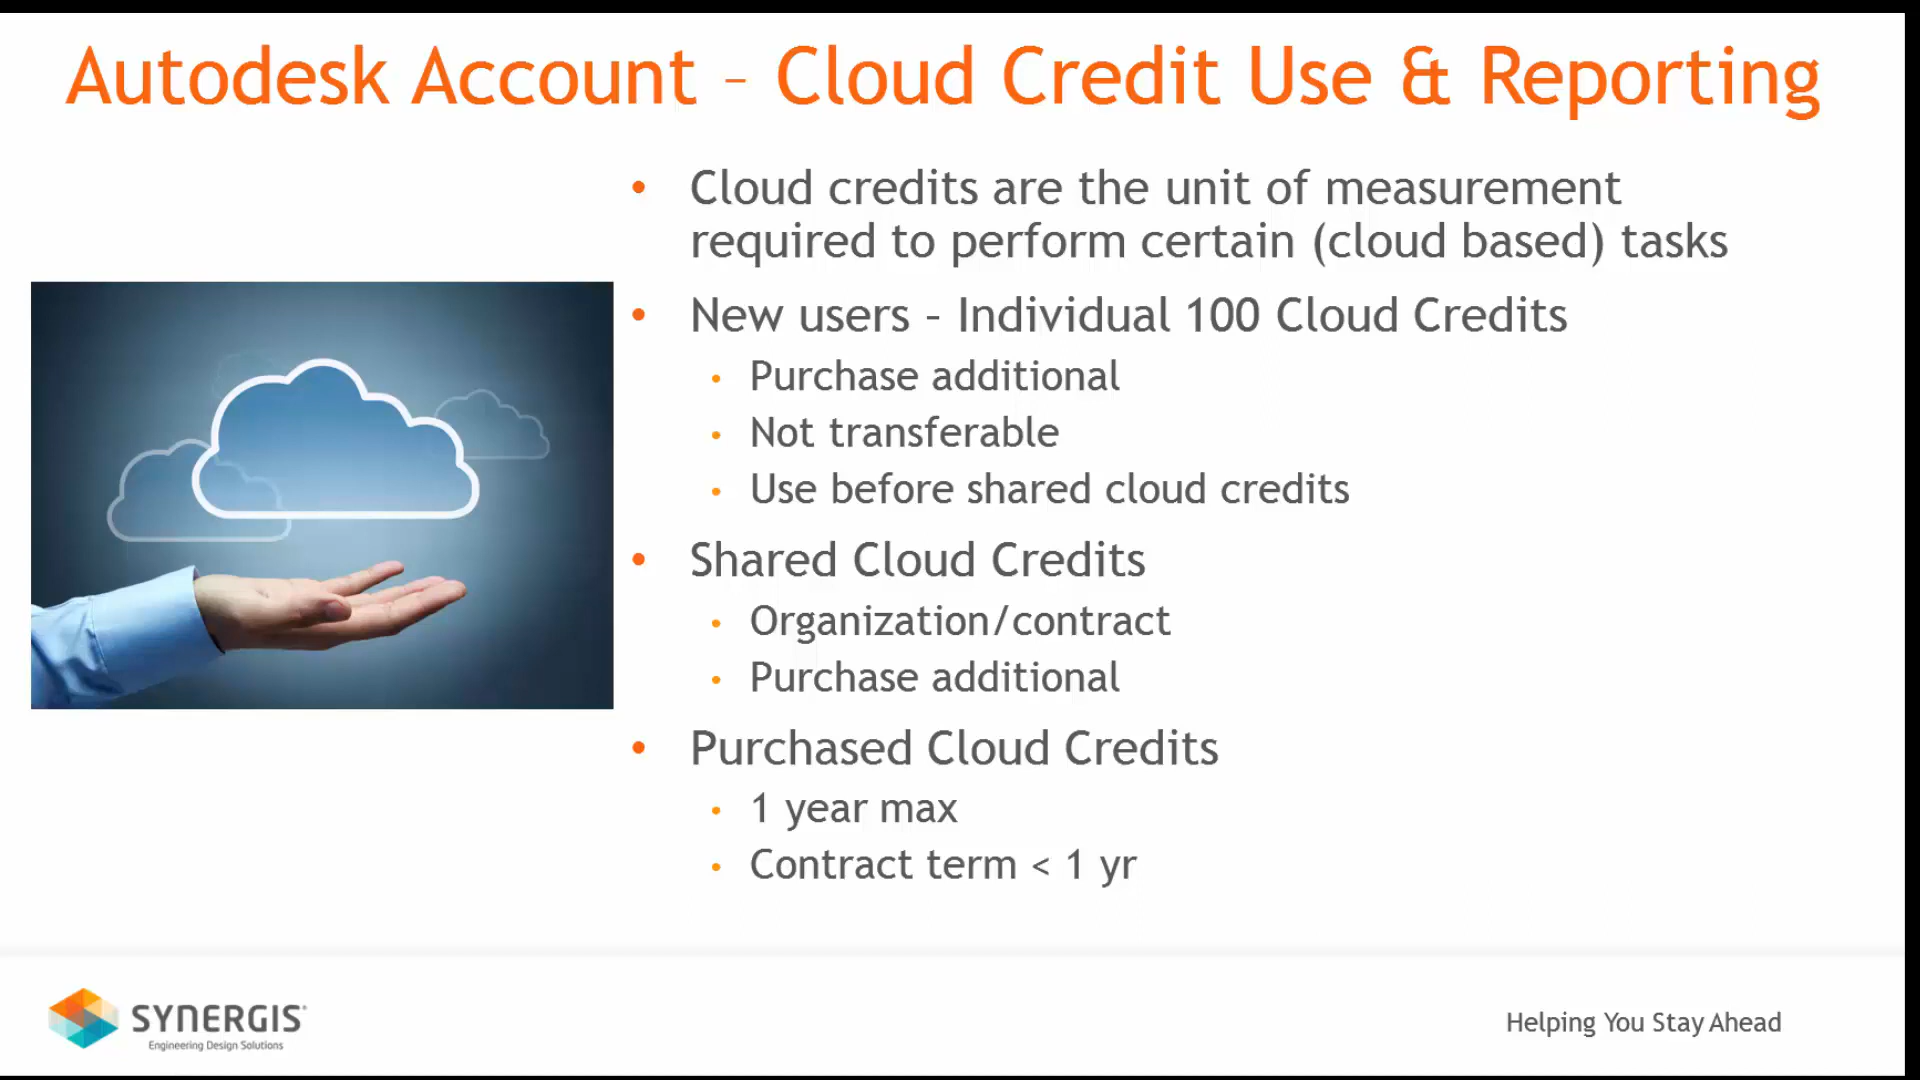 Autodesk Account – Cloud Credit Use & Reporting
• Cloud credits are the unit of measurement
required to perform certain (cloud based) tasks
• New users – Individual 100 Cloud Credits
• Purchase additional
• Not transferable
• Use before shared cloud credits
• Shared Cloud Credits
• Organization/contract
• Purchase additional
• Purchased Cloud Credits
• 1 year max
• Contract term < 1 yr
SYNERGIS
Engineering Design Solutions
Helping You Stay Ahead